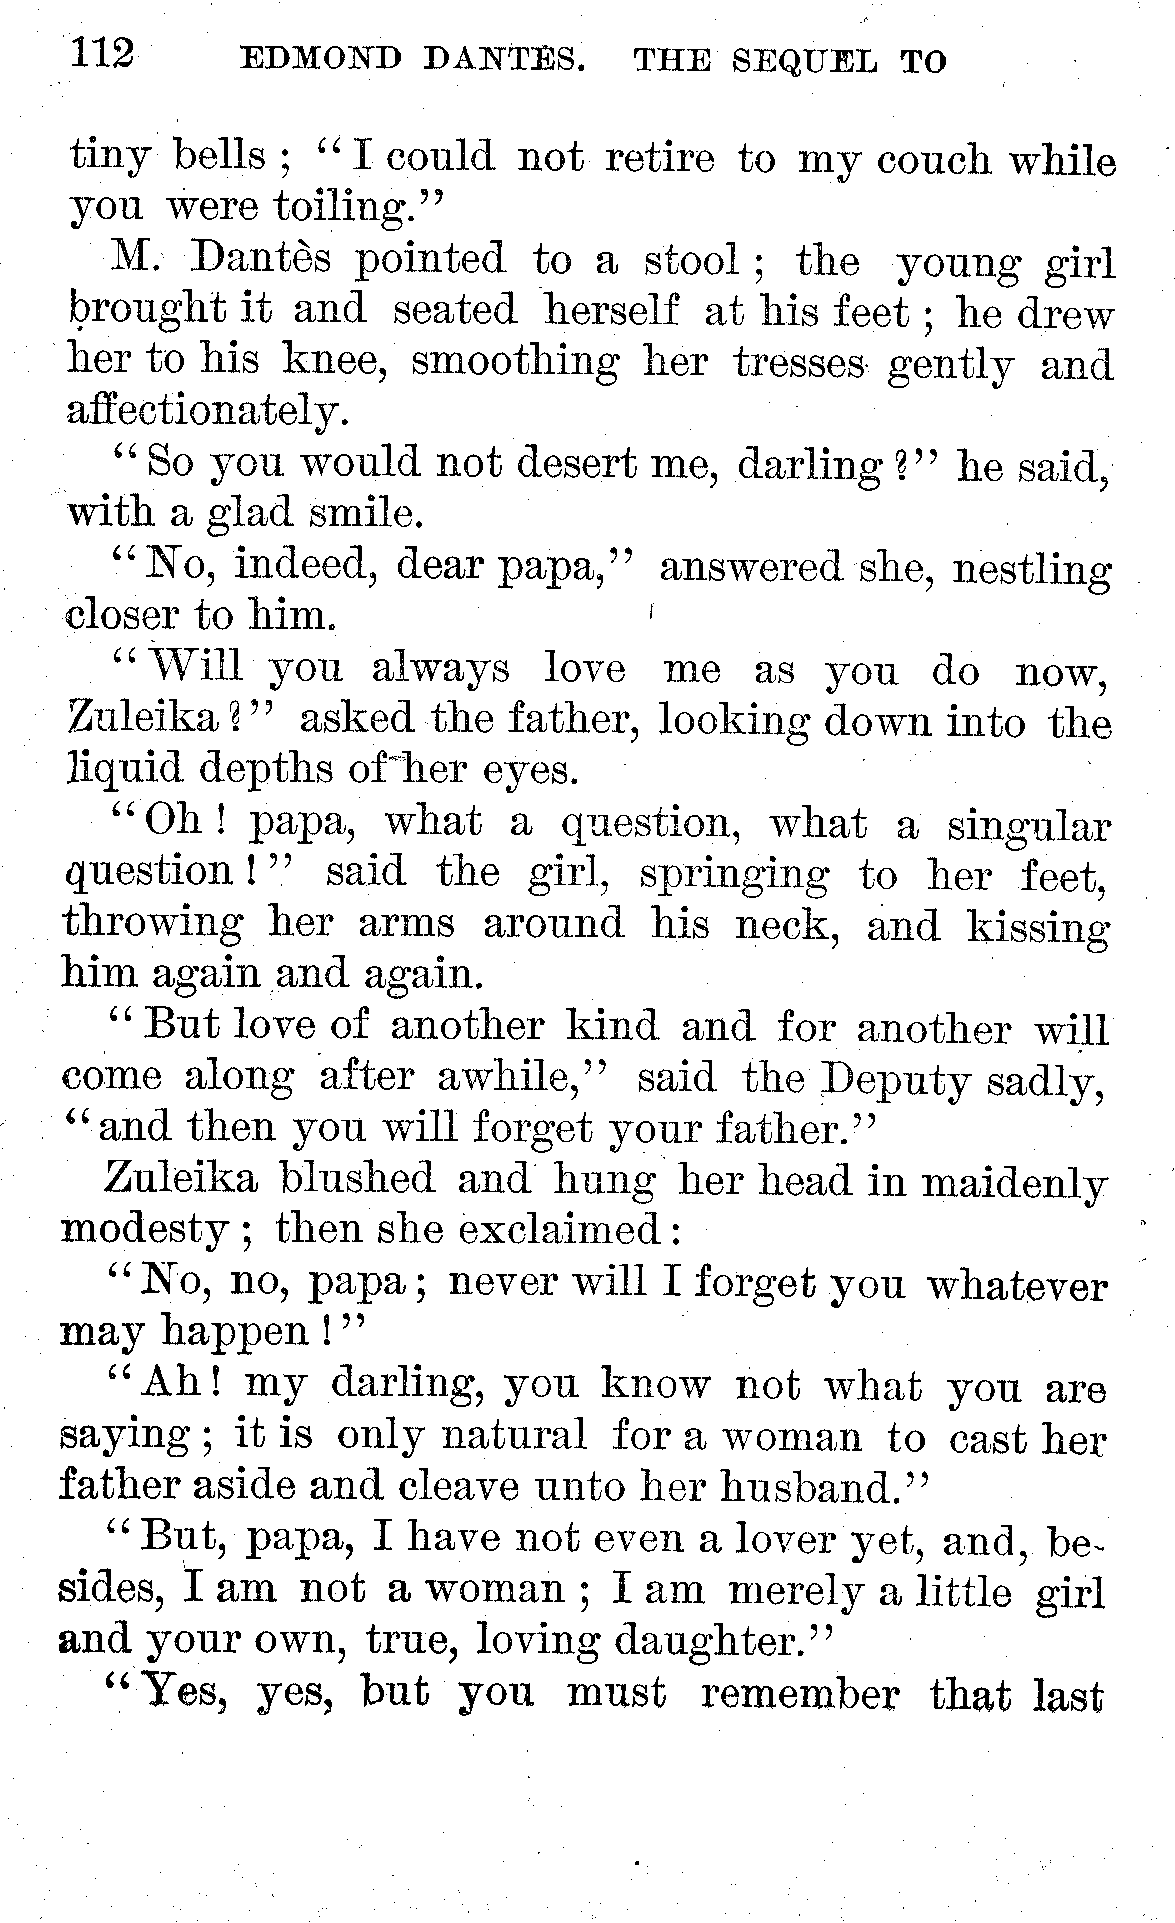 112 EDMOND DANTÈS. THE SEQUEL TO
tiny bells ; “ I could not retire to my couch while
you were toiling.”
M. Dantès pointed to a stool ; the young girl
brought it and seated herself at his feet ; he drew
her to his knee, smoothing her tresses gently and
affectionately.
“ So you would not desert me, darling ?” he said,
with a glad smile.
“ No, indeed, dear papa,” answered she, nestling
closer to him.
“ Will you always love me as you do now,
Zuleika ?” asked the father, looking down into the
liquid depths of her eyes.
“ Oh ! papa, what a question, what a singular
question !” said the girl, springing to her feet,
throwing her arms around his neck, and kissing
him again and again.
“ But love of another kind and for another will
come along after awhile,” said the Deputy sadly,
“ and then you will forget your father.”
Zuleika blushed and hung her head in maidenly
modesty ; then she exclaimed :
“ No, no, papa ; never will I forget you whatever
may happen !”
“ Ah ! my darling, you know not what you are
saying ; it is only natural for a woman to cast her
father aside and cleave unto her husband.”
“ But, papa, I have not even a lover yet, and, be-
sides, I am not a woman ; I am merely a little girl
and your own, true, loving daughter.”
“ Yes, yes, but you must remember that last